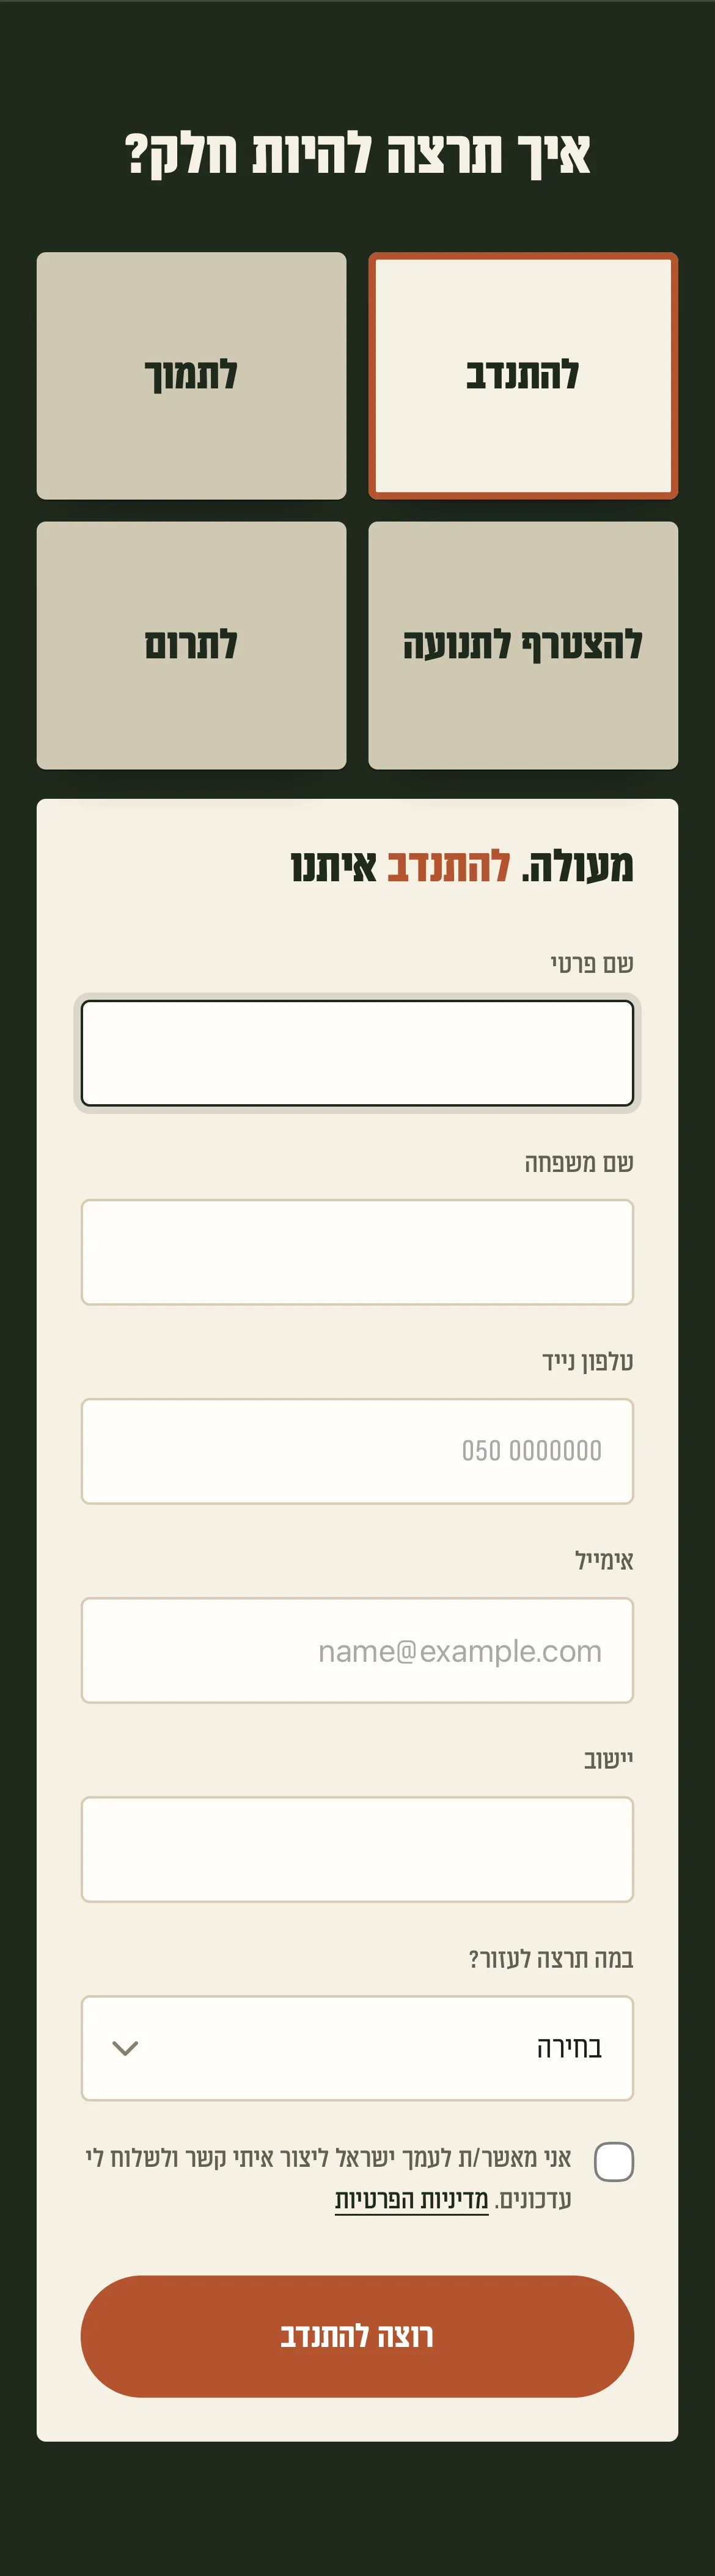 איך תרצה להיות חלק?
להתנדב
לתמוך
להצטרף לתנועה
לתרום
מעולה. להתנדב איתנו
שם פרטי
שם משפחה
טלפון נייד
050 0000000
אימייל
name@example.com
יישוב
במה תרצה לעזור?
בחירה
אני מאשר/ת לעמך ישראל ליצור איתי קשר ולשלוח לי
עדכונים. מדיניות הפרטיות
רוצה להתנדב